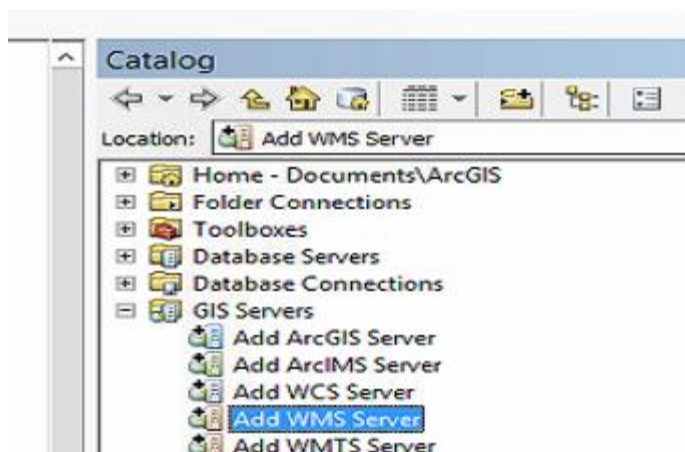 Catalog
Location: Add WMS Server
Home - Documents\ArcGIS
Folder Connections
Toolboxes
Database Servers
Database Connections
GIS Servers
Add ArcGIS Server
Add ArcIMS Server
Add WCS Server
Add WMS Server
Add WMTS Server